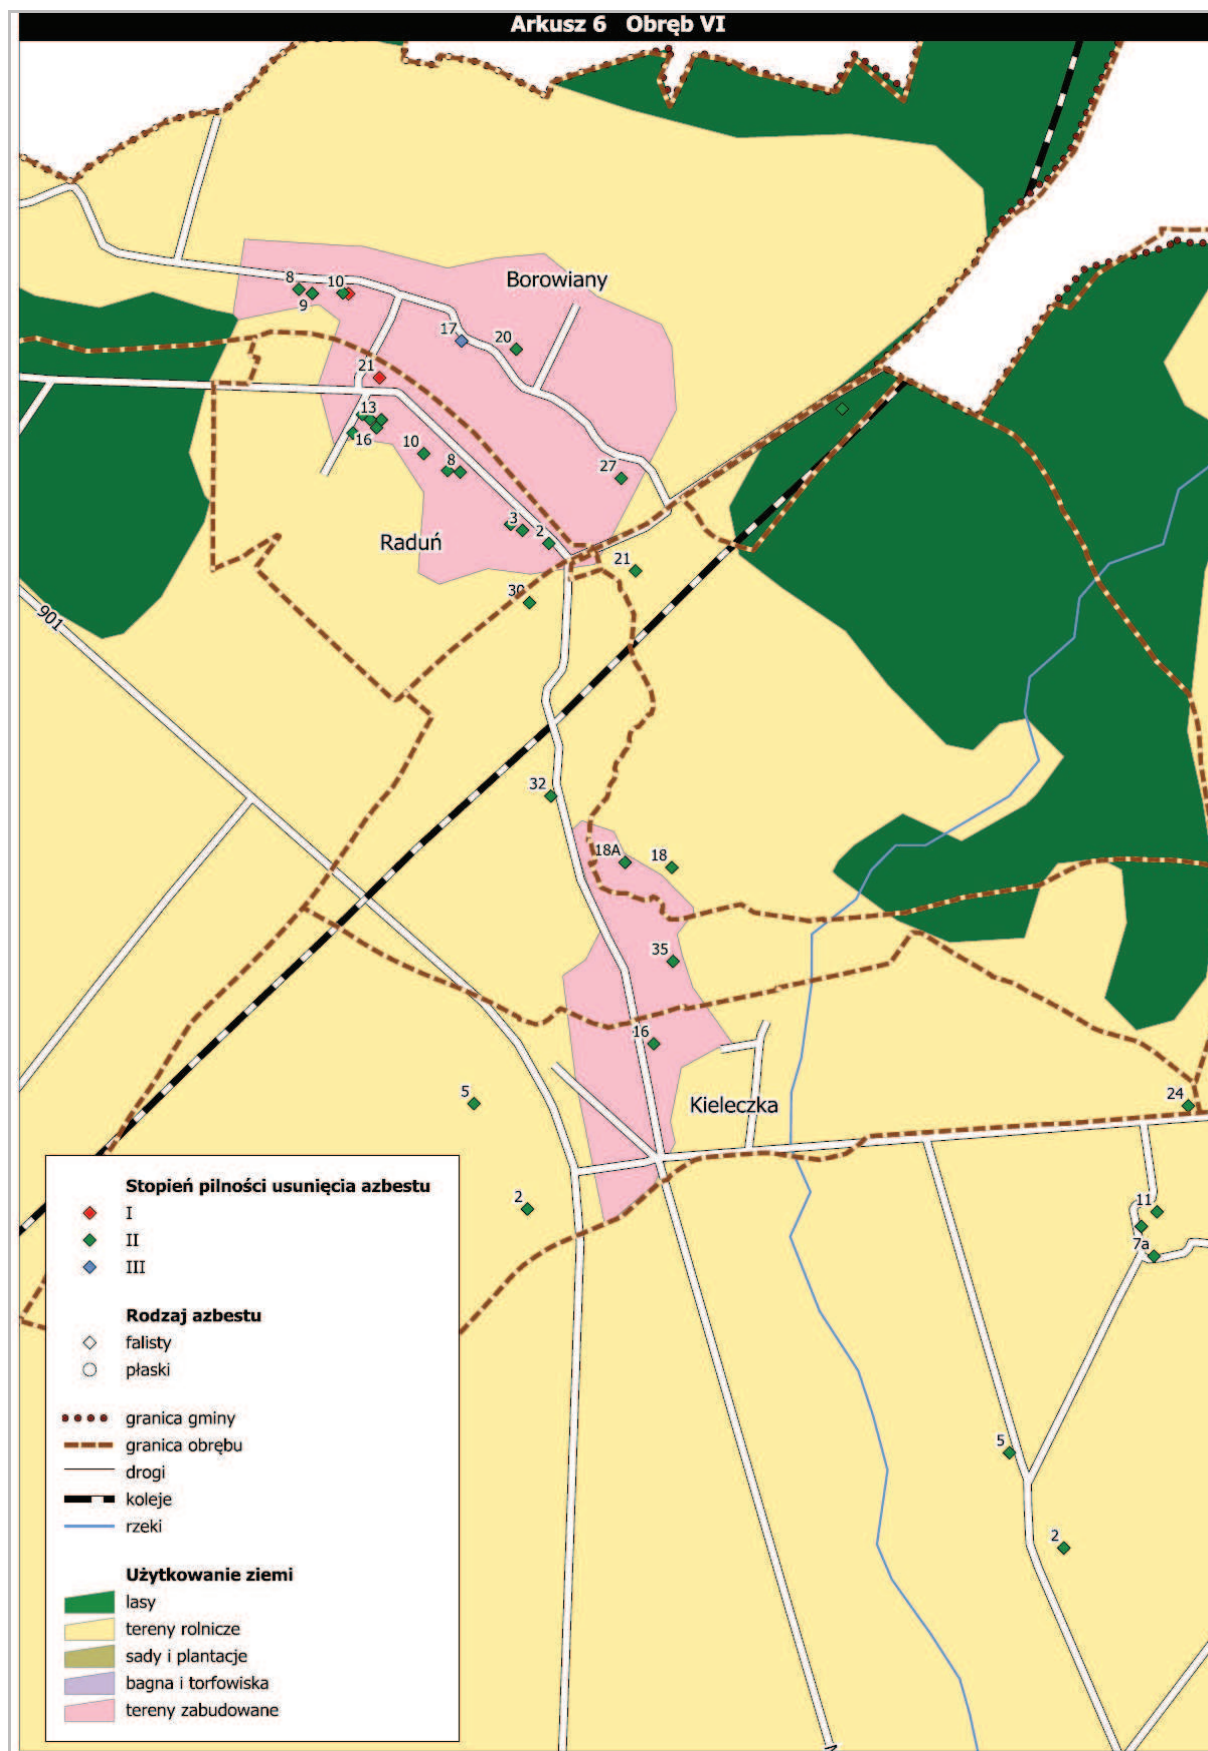 Arkusz 6 Obręb VI
Borowiany
8
10
9
17
20
21
13
16
10
8
27
3
2
Raduń
21
30
901
32
18A
18
35
16
5
Kieleczka
24
2
11
7a
5
2
Stopień pilności usunięcia azbestu
I
II
III
Rodzaj azbestu
falisty
płaski
granica gminy
granica obrębu
drogi
koleje
rzeki
Użytkowanie ziemi
lasy
tereny rolnicze
sady i plantacje
bagna i torfowiska
tereny zabudowane